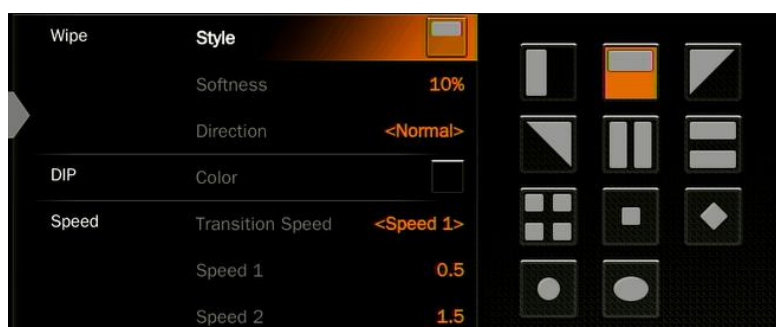 Wipe Style
Softness 10%
Direction <Normal>
DIP Color
Speed Transition Speed <Speed 1>
Speed 1 0.5
Speed 2 1.5